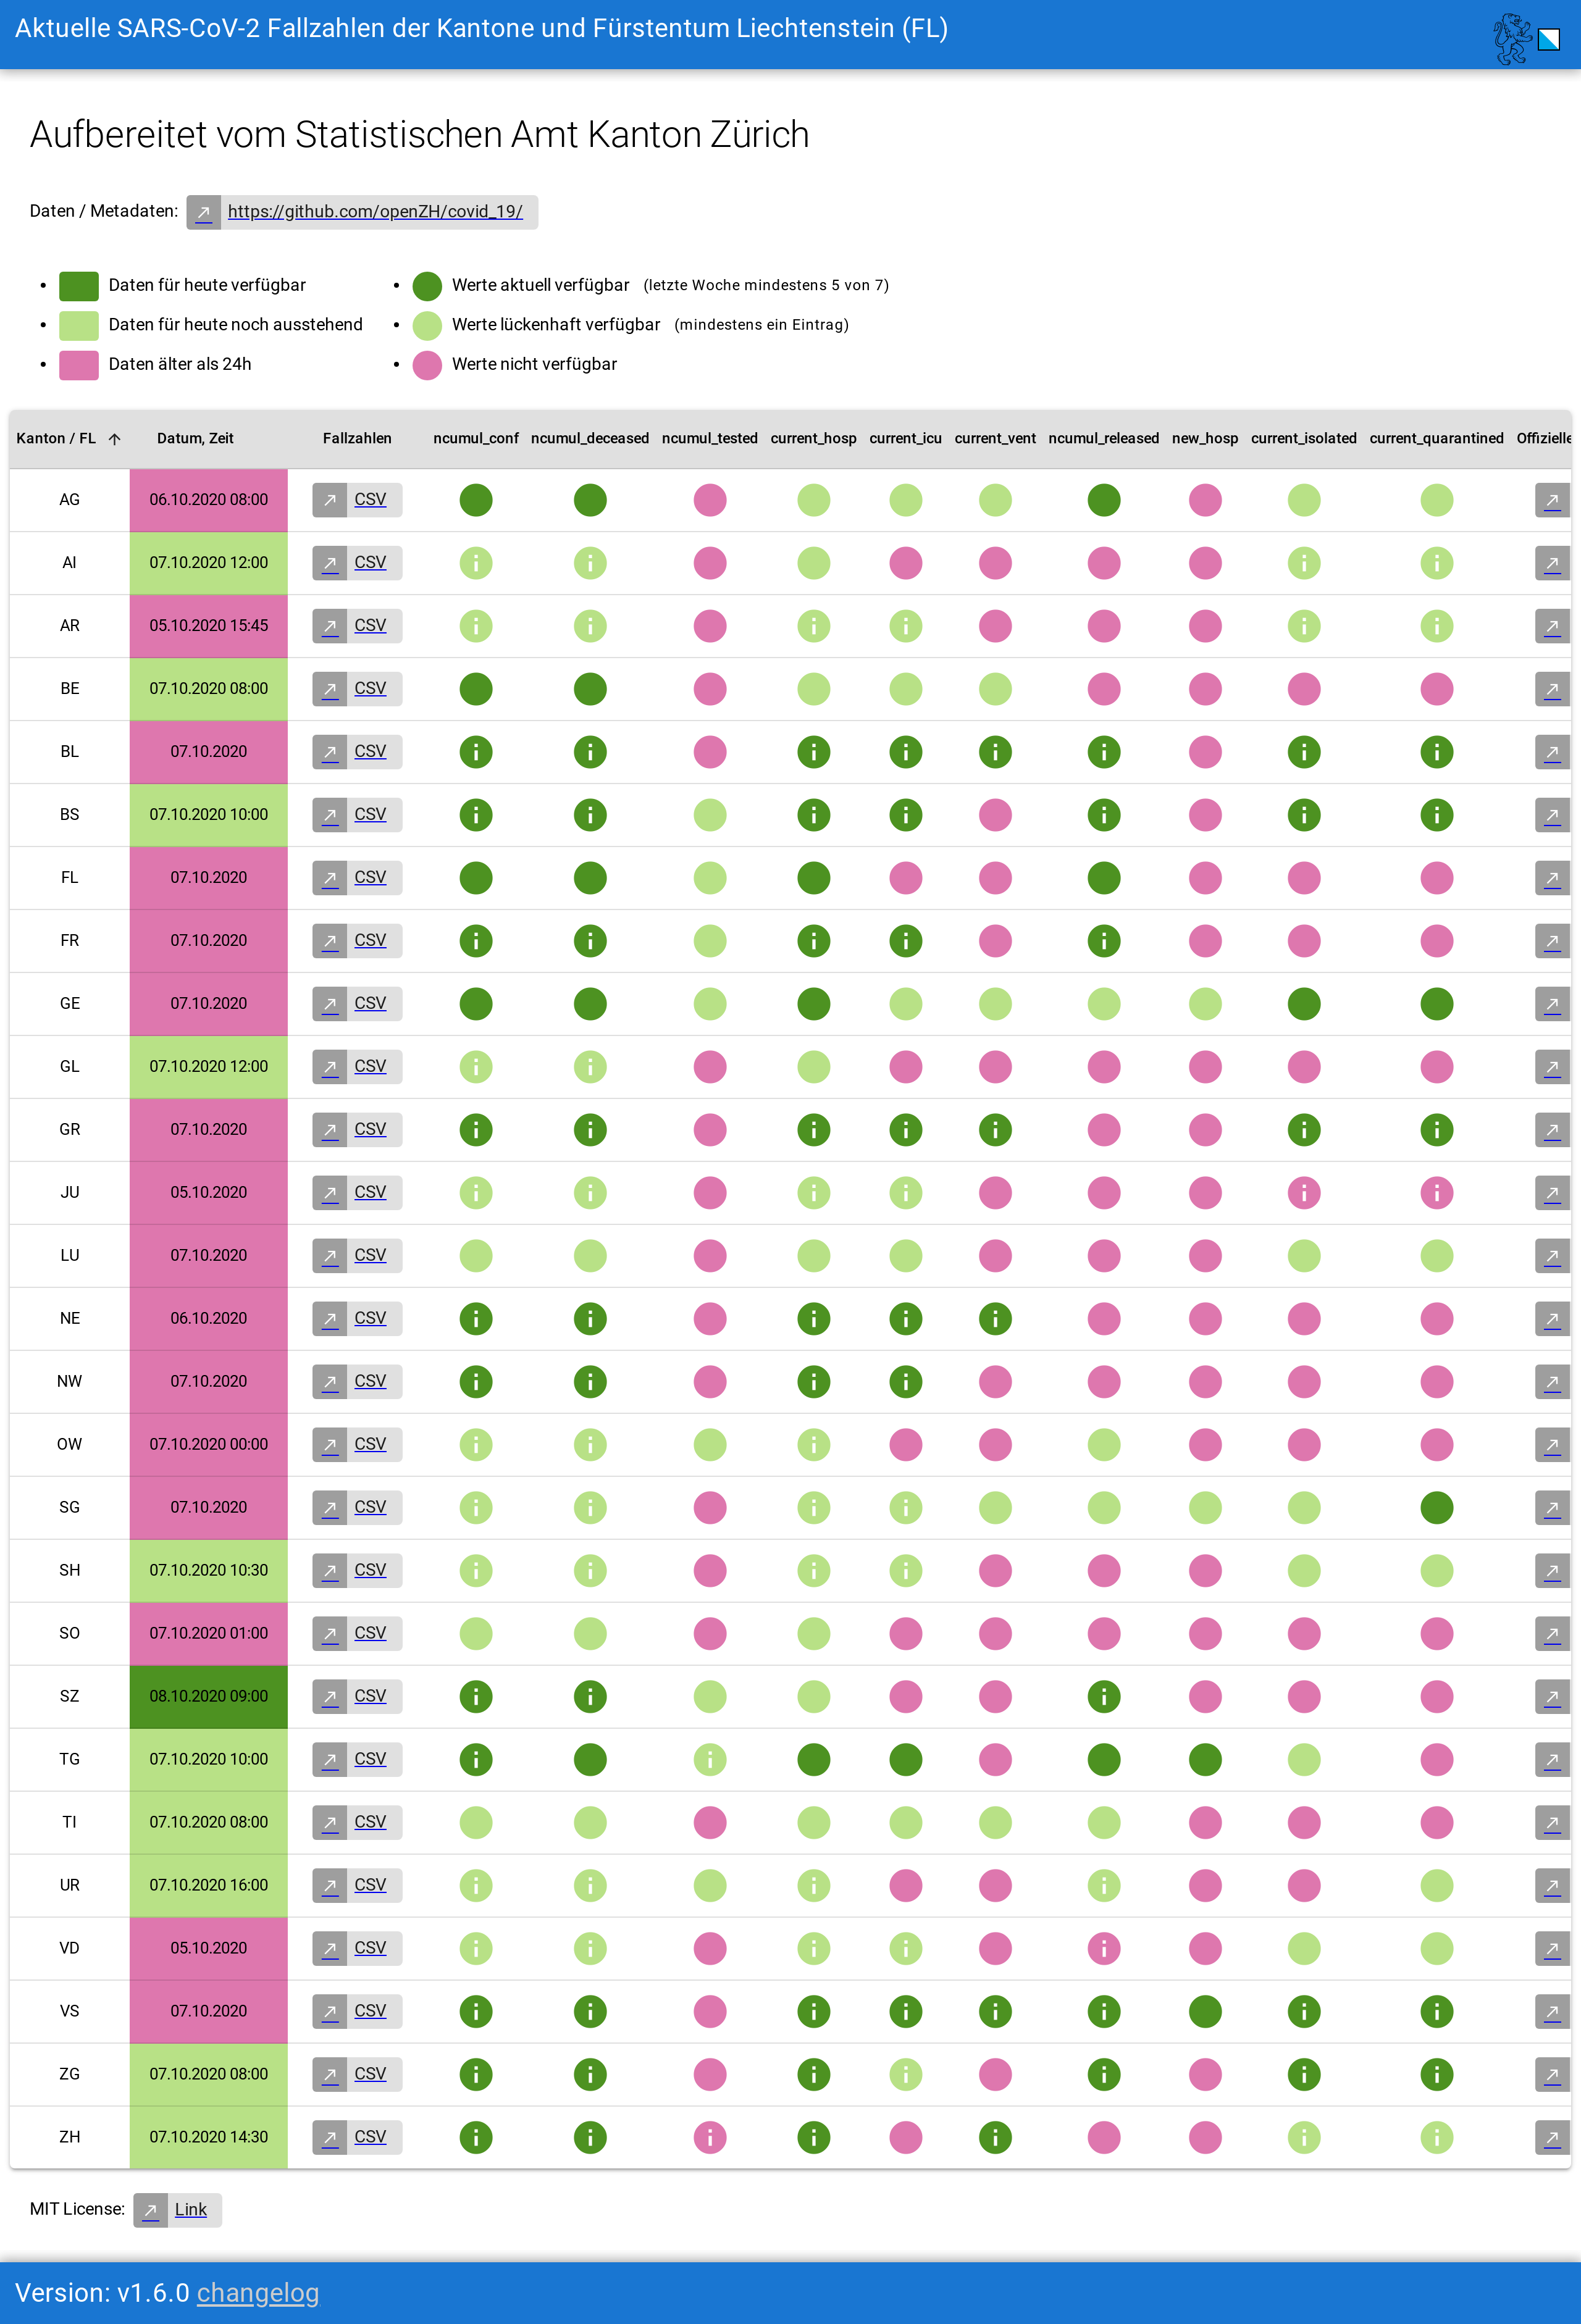 Aktuelle SARS-CoV-2 Fallzahlen der Kantone und Fürstentum Liechtenstein (FL)
Aufbereitet vom Statistischen Amt Kanton Zürich
Daten / Metadaten: https://github.com/openZH/covid_19/
Daten für heute verfügbar
Daten für heute noch ausstehend
Daten älter als 24h
Werte aktuell verfügbar (letzte Woche mindestens 5 von 7)
Werte lückenhaft verfügbar (mindestens ein Eintrag)
Werte nicht verfügbar
Kanton / FL Datum, Zeit Fallzahlen ncumul_conf ncumul_deceased ncumul_tested current_hosp current_icu current_vent ncumul_released new_hosp current_isolated current_quarantined Offizielle
AG 06.10.2020 08:00 CSV
AI 07.10.2020 12:00 CSV
AR 05.10.2020 15:45 CSV
BE 07.10.2020 08:00 CSV
BL 07.10.2020 CSV
BS 07.10.2020 10:00 CSV
FL 07.10.2020 CSV
FR 07.10.2020 CSV
GE 07.10.2020 CSV
GL 07.10.2020 12:00 CSV
GR 07.10.2020 CSV
JU 05.10.2020 CSV
LU 07.10.2020 CSV
NE 06.10.2020 CSV
NW 07.10.2020 CSV
OW 07.10.2020 00:00 CSV
SG 07.10.2020 CSV
SH 07.10.2020 10:30 CSV
SO 07.10.2020 01:00 CSV
SZ 08.10.2020 09:00 CSV
TG 07.10.2020 10:00 CSV
TI 07.10.2020 08:00 CSV
UR 07.10.2020 16:00 CSV
VD 05.10.2020 CSV
VS 07.10.2020 CSV
ZG 07.10.2020 08:00 CSV
ZH 07.10.2020 14:30 CSV
MIT License: Link
Version: v1.6.0 changelog